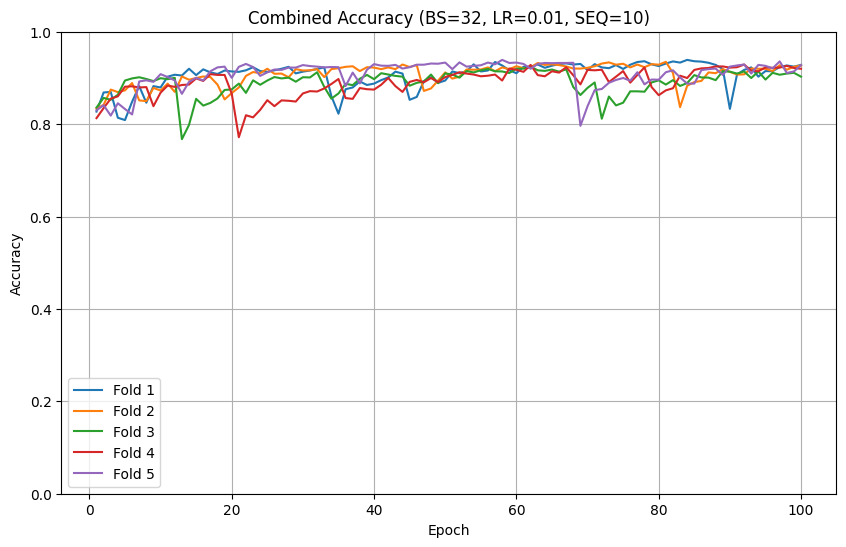 Combined Accuracy (BS=32, LR=0.01, SEQ=10)
Accuracy
1.0
0.8
0.6
0.4
0.2
0.0
Fold 1
Fold 2
Fold 3
Fold 4
Fold 5
0 20 40 60 80 100
Epoch